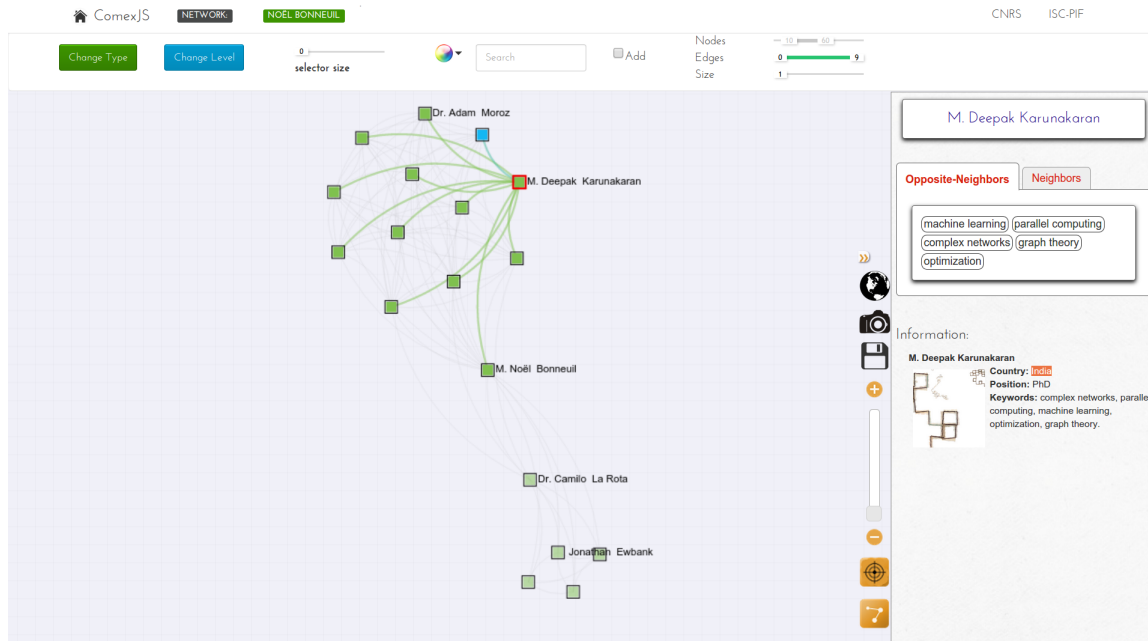 ComexJS NETWORK: NOËL BONNEUIL CNRS ISC-PIF
Change Type Change Level
0
selector size
Search
Add
Nodes 10 60
Edges 0 9
Size 1
Dr. Adam Moroz
M. Deepak Karunakaran
M. Noël Bonneuil
Dr. Camilo La Rota
Jonathan Ewbank
M. Deepak Karunakaran
Opposite-Neighbors Neighbors
machine learning parallel computing
complex networks graph theory
optimization
Information:
M. Deepak Karunakaran
Country: India
Position: PhD
Keywords: complex networks, paralle
computing, machine learning,
optimization, graph theory.